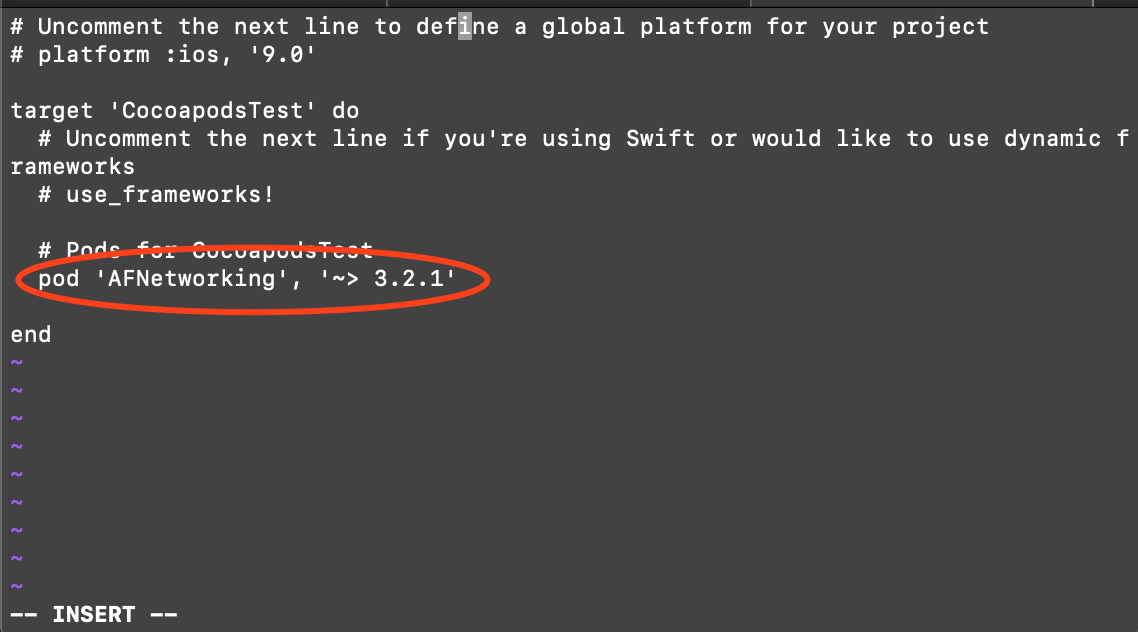 # Uncomment the next line to define a global platform for your project
# platform :ios, '9.0'
target 'CocoapodsTest' do
  # Uncomment the next line if you're using Swift or would like to use dynamic f
rameworks
  # use_frameworks!
  # Pods for CocoapodsTest
  pod 'AFNetworking', '~> 3.2.1'
end
~
~
~
~
~
~
~
~
~
-- INSERT --